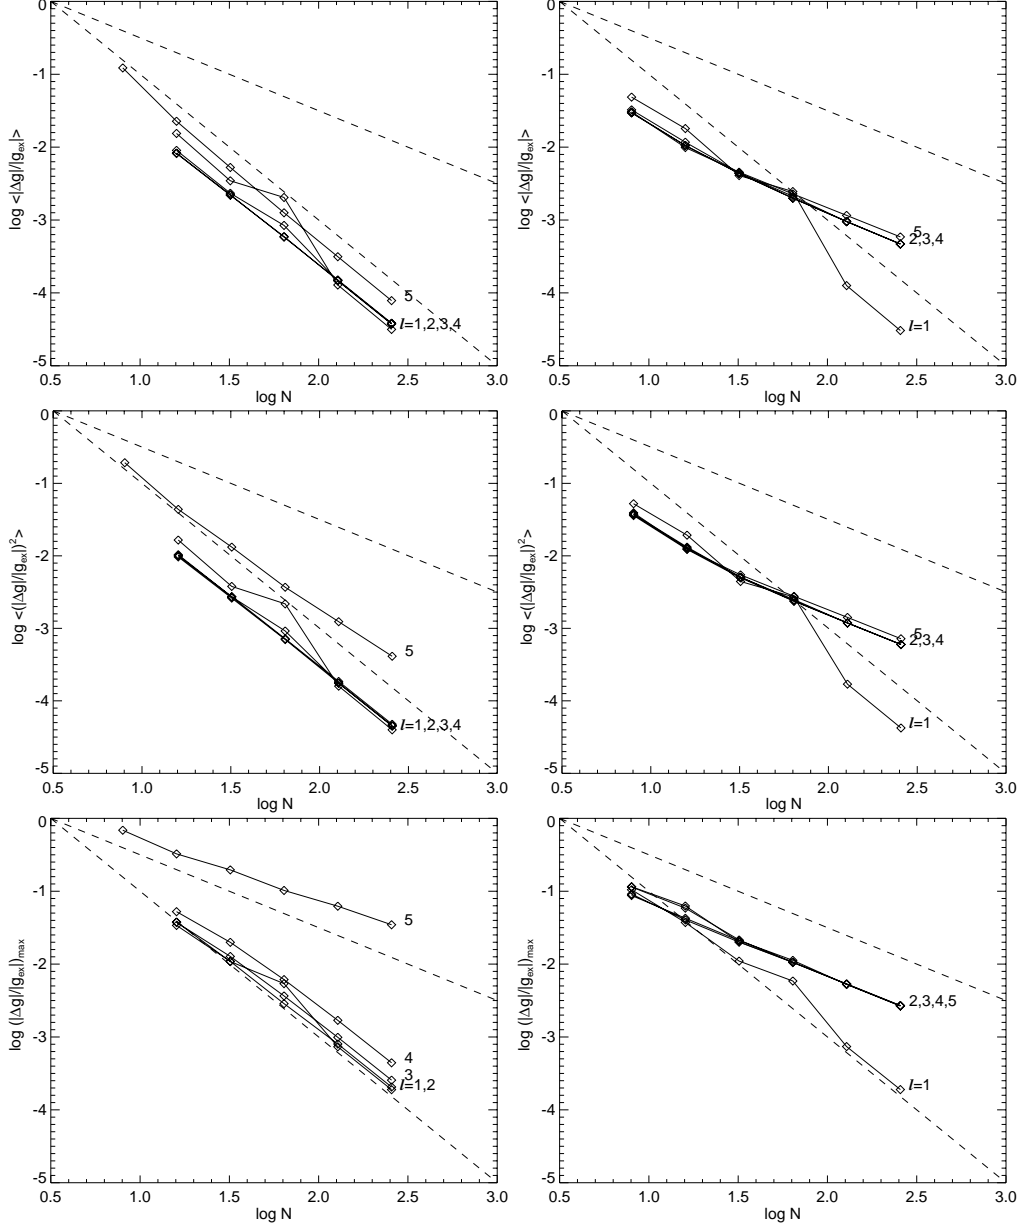 0
-1
-2
-3
-4
-5
0.5 1.0 1.5 2.0 2.5 3.0
log N
log <|Δg|/|g_ex|>
5
l=1,2,3,4
0
-1
-2
-3
-4
-5
0.5 1.0 1.5 2.0 2.5 3.0
log N
log <|Δg|/|g_ex|>
5
2,3,4
l=1
0
-1
-2
-3
-4
-5
0.5 1.0 1.5 2.0 2.5 3.0
log N
log <(|Δg|/|g_ex|)²>
5
l=1,2,3,4
0
-1
-2
-3
-4
-5
0.5 1.0 1.5 2.0 2.5 3.0
log N
log <(|Δg|/|g_ex|)²>
5
2,3,4
l=1
0
-1
-2
-3
-4
-5
0.5 1.0 1.5 2.0 2.5 3.0
log N
log (|Δg|/|g_ex|)_max
5
4
3
l=1,2
0
-1
-2
-3
-4
-5
0.5 1.0 1.5 2.0 2.5 3.0
log N
log (|Δg|/|g_ex|)_max
2,3,4,5
l=1